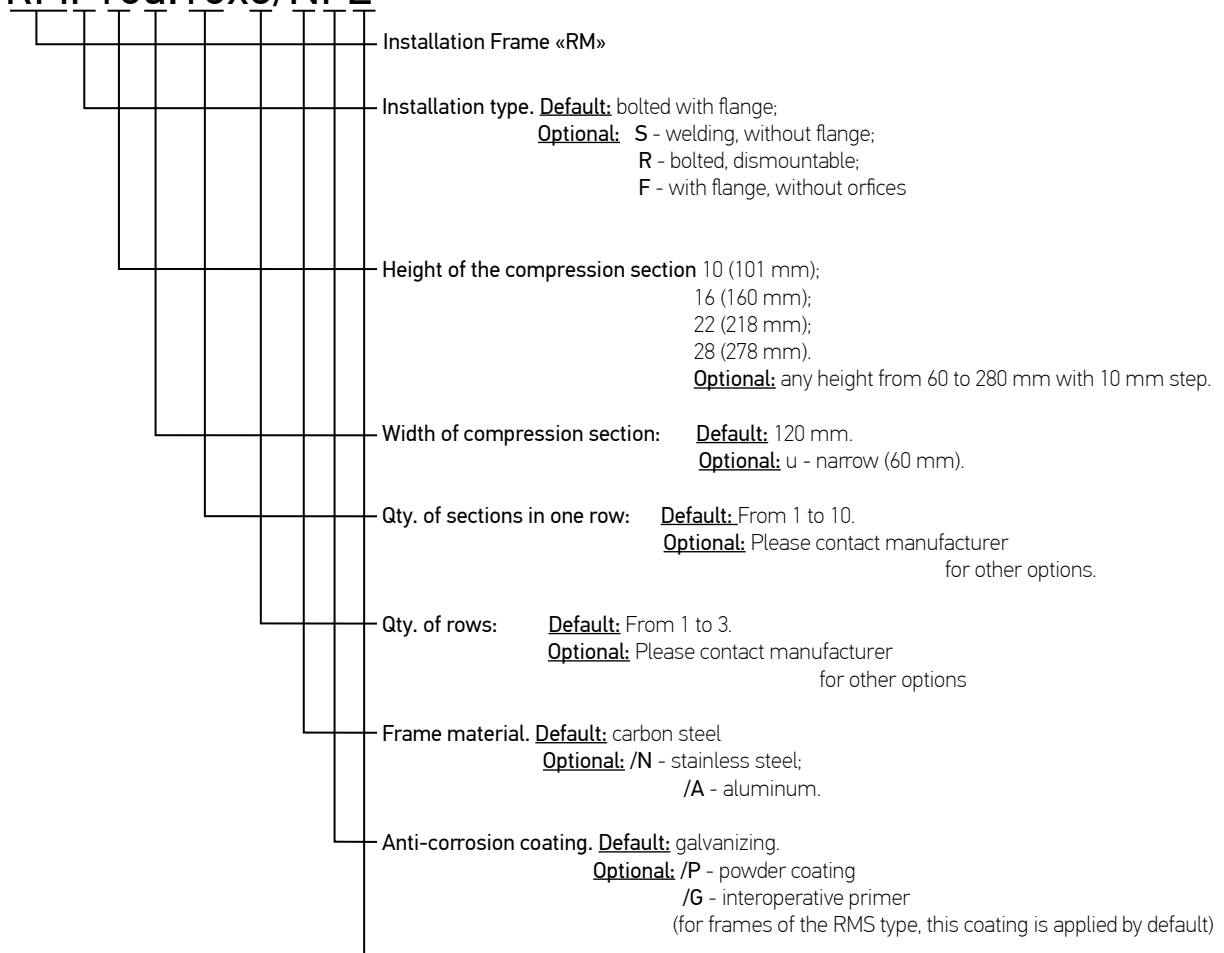 Installation Frame «RM»
Installation type. Default: bolted with flange;
Optional: S - welding, without flange;
R - bolted, dismountable;
F - with flange, without orfices
Height of the compression section 10 (101 mm);
16 (160 mm);
22 (218 mm);
28 (278 mm).
Optional: any height from 60 to 280 mm with 10 mm step.
Width of compression section: Default: 120 mm.
Optional: u - narrow (60 mm).
Qty. of sections in one row: Default: From 1 to 10.
Optional: Please contact manufacturer
for other options.
Qty. of rows: Default: From 1 to 3.
Optional: Please contact manufacturer
for other options
Frame material. Default: carbon steel
Optional: /N - stainless steel;
/A - aluminum.
Anti-corrosion coating. Default: galvanizing.
Optional: /P - powder coating
/G - interoperative primer
(for frames of the RMS type, this coating is applied by default)